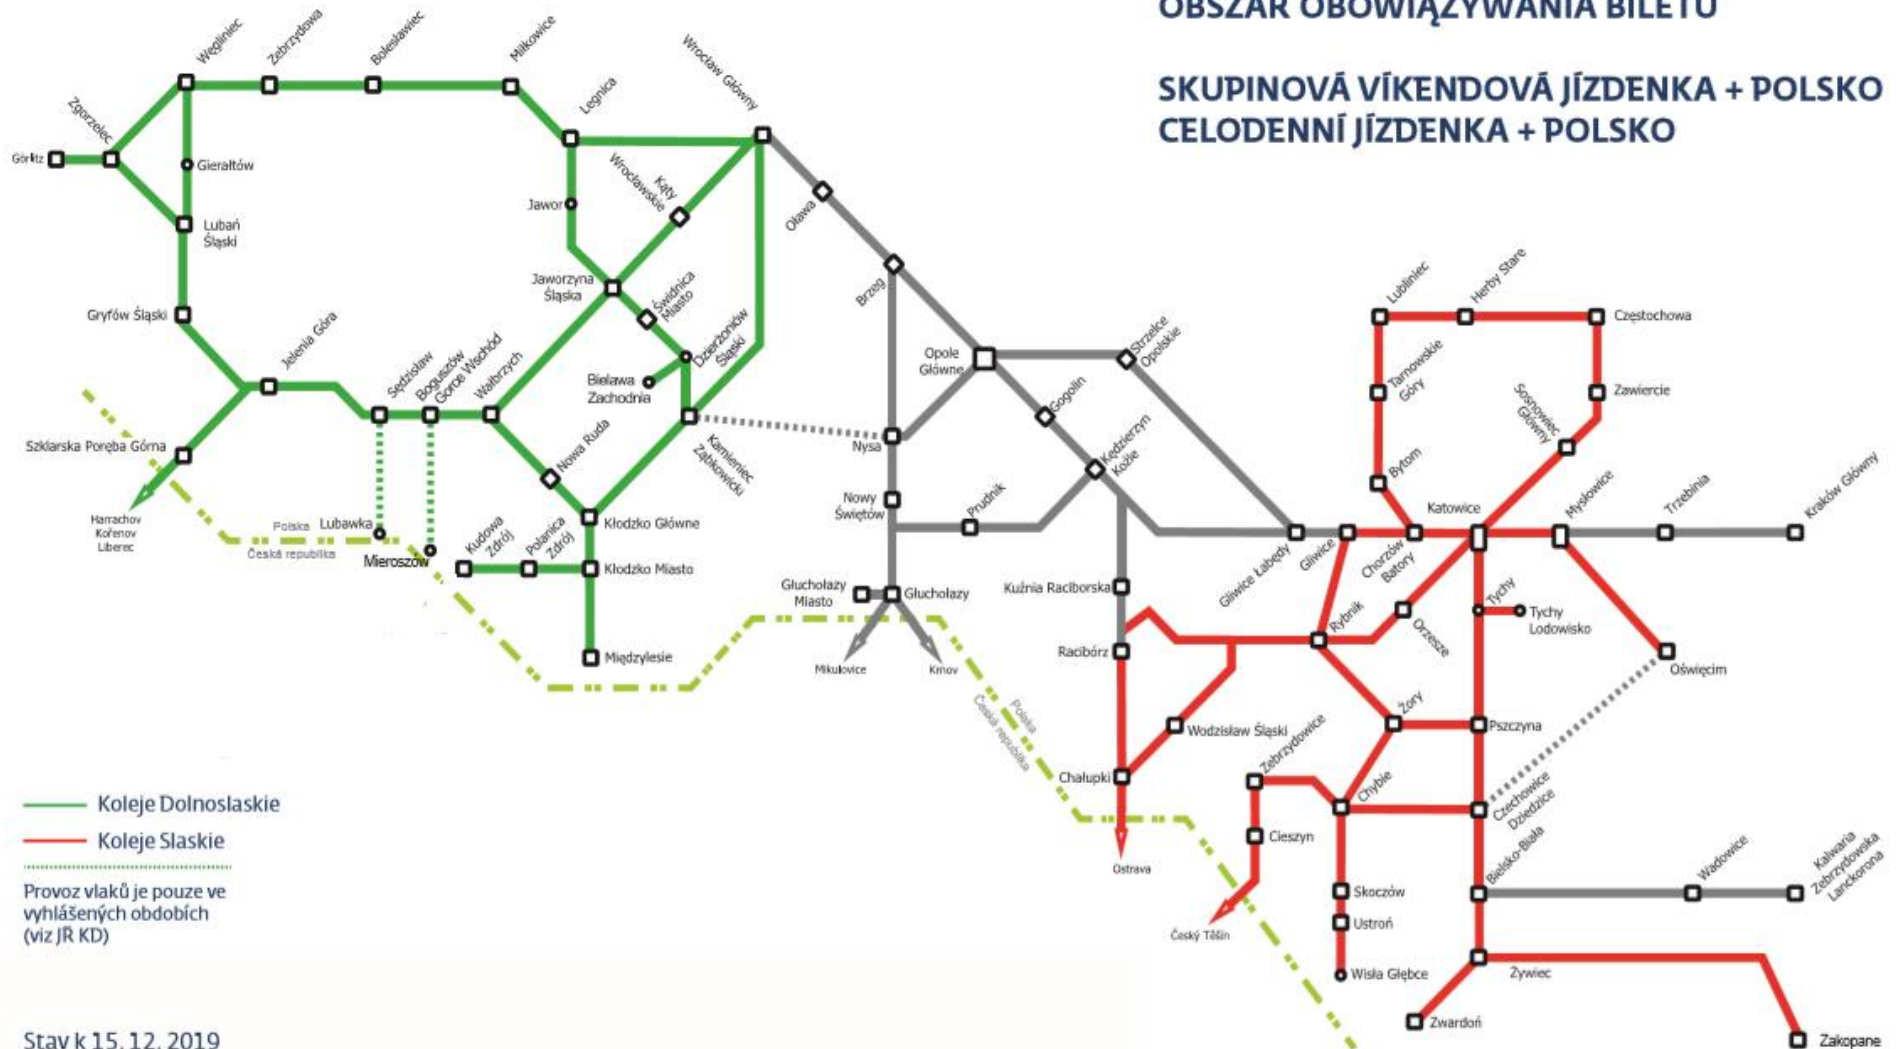 OBSZAR OBOWIĄZYWANIA BILETU
SKUPINOVÁ VÍKENDOVÁ JÍZDENKA + POLSKO
CELODENNÍ JÍZDENKA + POLSKO
Węgliniec
Zebrzydowa
Bolesławiec
Miłkowice
Legnica
Wrocław Główny
Zgorzelec
Görlitz
Gierałtów
Lubań
Śląski
Jawor
Kąty
Wrocławskie
Oława
Jaworzyna
Śląska
Świdnica
Miasto
Brzeg
Gryfów Śląski
Jelenia Góra
Sędzisław
Boguszów
Gorce Wschód
Wałbrzych
Dzierżoniów
Śląski
Bielawa
Zachodnia
Opole
Główne
Strzelce
Opolskie
Lubliniec
Herby Stare
Częstochowa
Tarnowskie
Góry
Zawiercie
Sosnowiec
Główny
Gogolin
Szklarska Poręba Górna
Nowa Ruda
Kamieniec
Ząbkowicki
Nysa
Kędzierzyn
Koźle
Bytom
Katowice
Mysłowice
Trzebinia
Kraków Główny
Harrachov
Kořenov
Liberec
Polska
Česká republika
Lubawka
Mieroszów
Kudowa
Zdrój
Polanica
Zdrój
Kłodzko Główne
Kłodzko Miasto
Nowy
Świętów
Prudnik
Gliwice Łabędy
Gliwice
Chorzów
Batory
Głuchołazy
Miasto
Głuchołazy
Kuźnia Raciborska
Rybnik
Orzesze
Tychy
Tychy
Lodowisko
Międzylesie
Mikulovice
Krnov
Racibórz
Oświęcim
Polska
Česká republika
Wodzisław Śląski
Żory
Pszczyna
Zebrzydowice
Chałupki
Chybie
Czechowice
Dziedzice
Koleje Dolnoslaskie
Koleje Slaskie
Provoz vlaků je pouze ve
vyhlášených obdobích
(viz JŘ KD)
Cieszyn
Ostrava
Bielsko-Biała
Wadowice
Kalwaria
Zebrzydowska
Lanckorona
Skoczów
Ustroń
Český Těšín
Wisła Głębce
Żywiec
Zwardoń
Zakopane
Stav k 15. 12. 2019